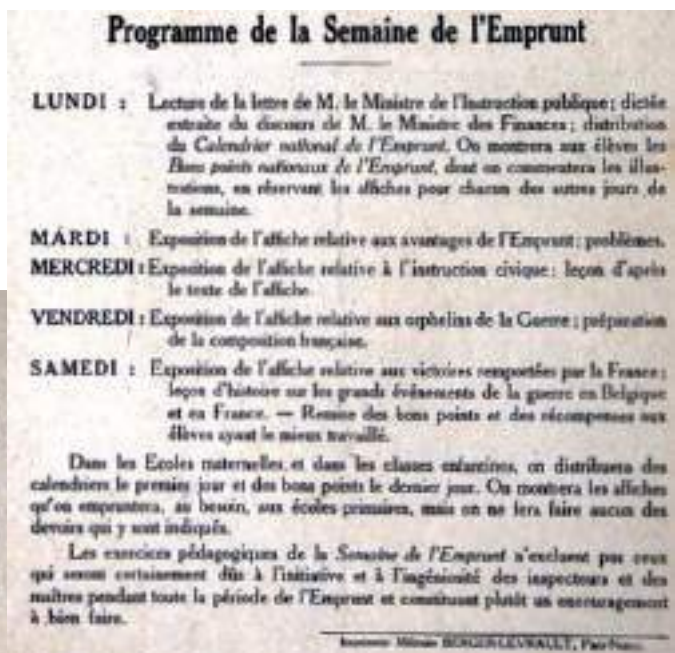 Programme de la Semaine de l'Emprunt
LUNDI : Lecture de la lettre de M. le Ministre de l'Instruction publique ; dictée
extraite du discours de M. le Ministre des Finances ; distribution
du Calendrier national de l'Emprunt. On montrera aux élèves les
Bons points nationaux de l'Emprunt, dont on commentera les illus-
trations, en réservant les affiches pour chacun des autres jours de
la semaine.
MARDI : Exposition de l'affiche relative aux avantages de l'Emprunt ; problèmes.
MERCREDI : Exposition de l'affiche relative à l'instruction civique ; leçon d'après
le texte de l'affiche.
VENDREDI : Exposition de l'affiche relative aux orphelins de la Guerre ; préparation
de la composition française.
SAMEDI : Exposition de l'affiche relative aux victoires remportées par la France ;
leçon d'histoire sur les grands événements de la guerre en Belgique
et en France. — Remise des bons points et des récompenses aux
élèves ayant le mieux travaillé.
Dans les Ecoles maternelles et dans les classes enfantines, on distribuera des
calendriers le premier jour et des bons points le dernier jour. On montrera les affiches
qu'on empruntera, au besoin, aux écoles primaires, mais on ne fera faire aucun des
devoirs qui y sont indiqués.
Les exercices pédagogiques de la Semaine de l'Emprunt n'excluent pas ceux
qui seront certainement dûs à l'initiative et à l'ingéniosité des inspecteurs et des
maîtres pendant toute la période de l'Emprunt et constituent plutôt un encouragement
à bien faire.
Imprimerie BERGER-LEVRAULT,